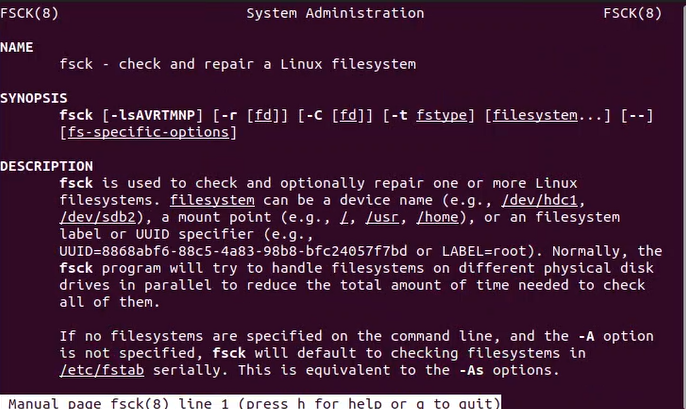 FSCK(8) System Administration FSCK(8)
NAME
fsck - check and repair a Linux filesystem
SYNOPSIS
fsck [-lsAVRTMNP] [-r [fd]] [-C [fd]] [-t fstype] [filesystem...] [--]
[fs-specific-options]
DESCRIPTION
fsck is used to check and optionally repair one or more Linux
filesystems. filesystem can be a device name (e.g., /dev/hdc1,
/dev/sdb2), a mount point (e.g., /, /usr, /home), or an filesystem
label or UUID specifier (e.g.,
UUID=8868abf6-88c5-4a83-98b8-bfc24057f7bd or LABEL=root). Normally, the
fsck program will try to handle filesystems on different physical disk
drives in parallel to reduce the total amount of time needed to check
all of them.
If no filesystems are specified on the command line, and the -A option
is not specified, fsck will default to checking filesystems in
/etc/fstab serially. This is equivalent to the -As options.
Manual page fsck(8) line 1 (press h for help or q to quit)